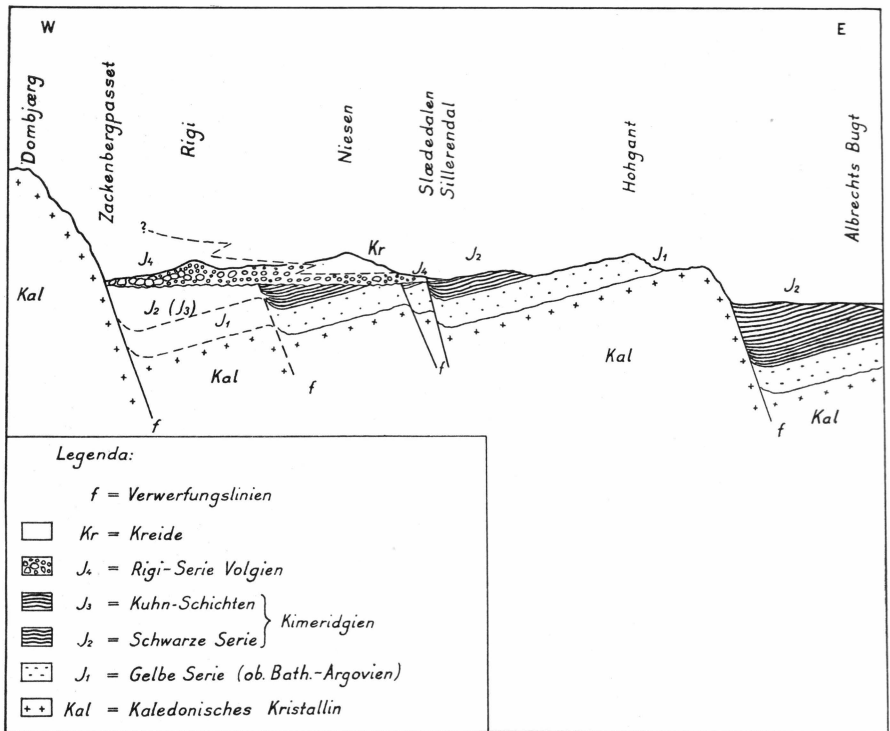 W
E
Dombjærg
Zackenbergpasset
Rigi
Niesen
Slædedalen
Sillerendal
Hohgant
Albrechts Bugt
?
J4
Kr
J4
J2
J1
J2
Kal
J2 (J3)
J1
Kal
Kal
Kal
f
f
f
f
Legenda:
f = Verwerfungslinien
Kr = Kreide
J4 = Rigi-Serie Volgien
J3 = Kuhn-Schichten
Kimeridgien
J2 = Schwarze Serie
J1 = Gelbe Serie (ob. Bath.-Argovien)
Kal = Kaledonisches Kristallin